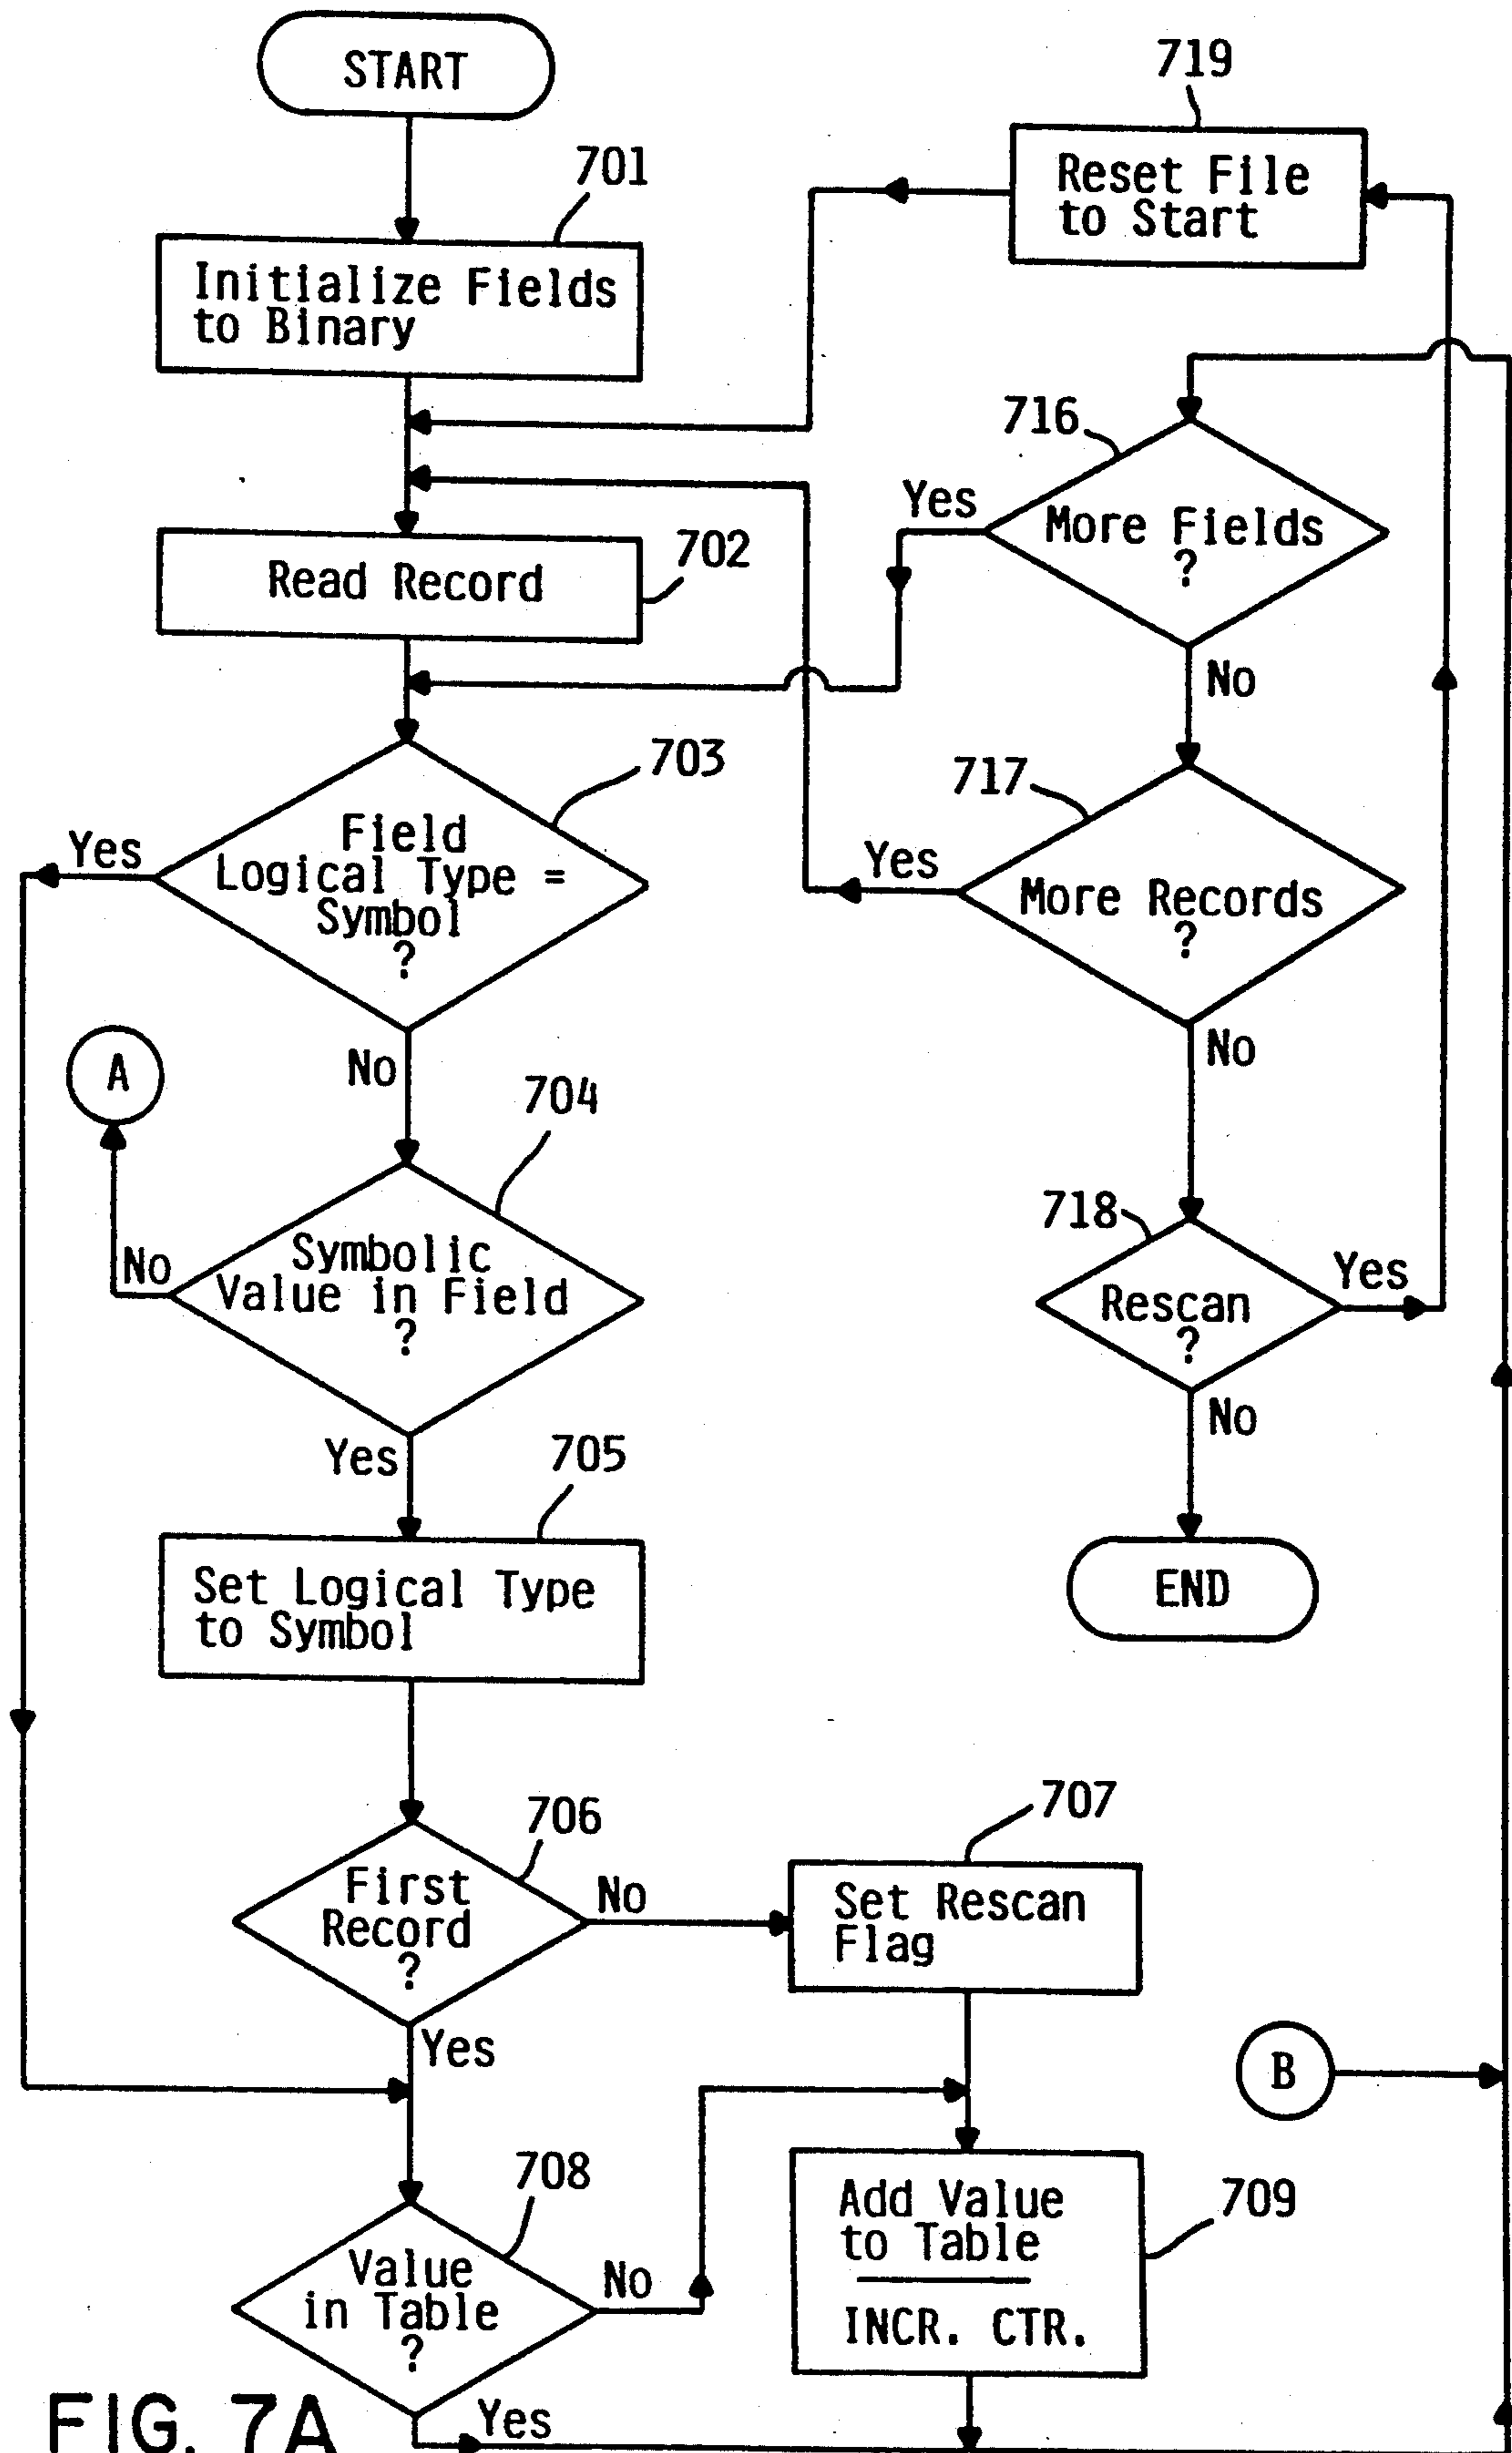 START
701
Initialize Fields
to Binary
702
Read Record
703
Field
Logical Type =
Symbol
?
Yes
No
A
704
Symbolic
Value in Field
?
No
Yes
705
Set Logical Type
to Symbol
706
First
Record
?
No
Yes
707
Set Rescan
Flag
708
Value
in Table
?
No
Yes
709
Add Value
to Table
INCR. CTR.
B
719
Reset File
to Start
716
More Fields
?
Yes
No
717
More Records
?
Yes
No
718
Rescan
?
Yes
No
END
FIG. 7A